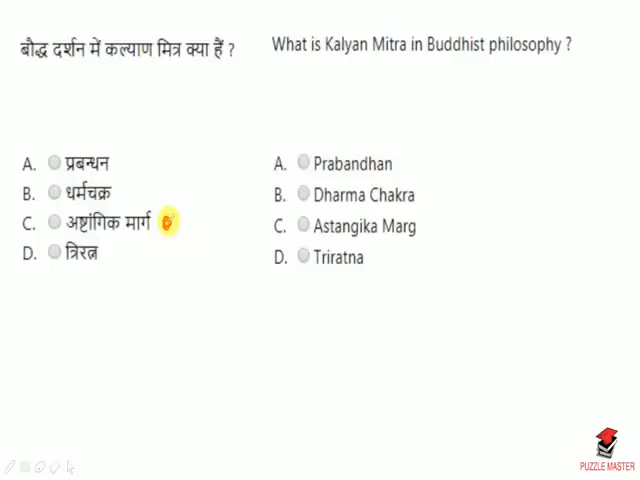 बौद्ध दर्शन में कल्याण मित्र क्या हैं ?
A. प्रबन्धन
B. धर्मचक्र
C. अष्टांगिक मार्ग
D. त्रिरत्न
What is Kalyan Mitra in Buddhist philosophy ?
A. Prabandhan
B. Dharma Chakra
C. Astangika Marg
D. Triratna
PUZZLE MASTER